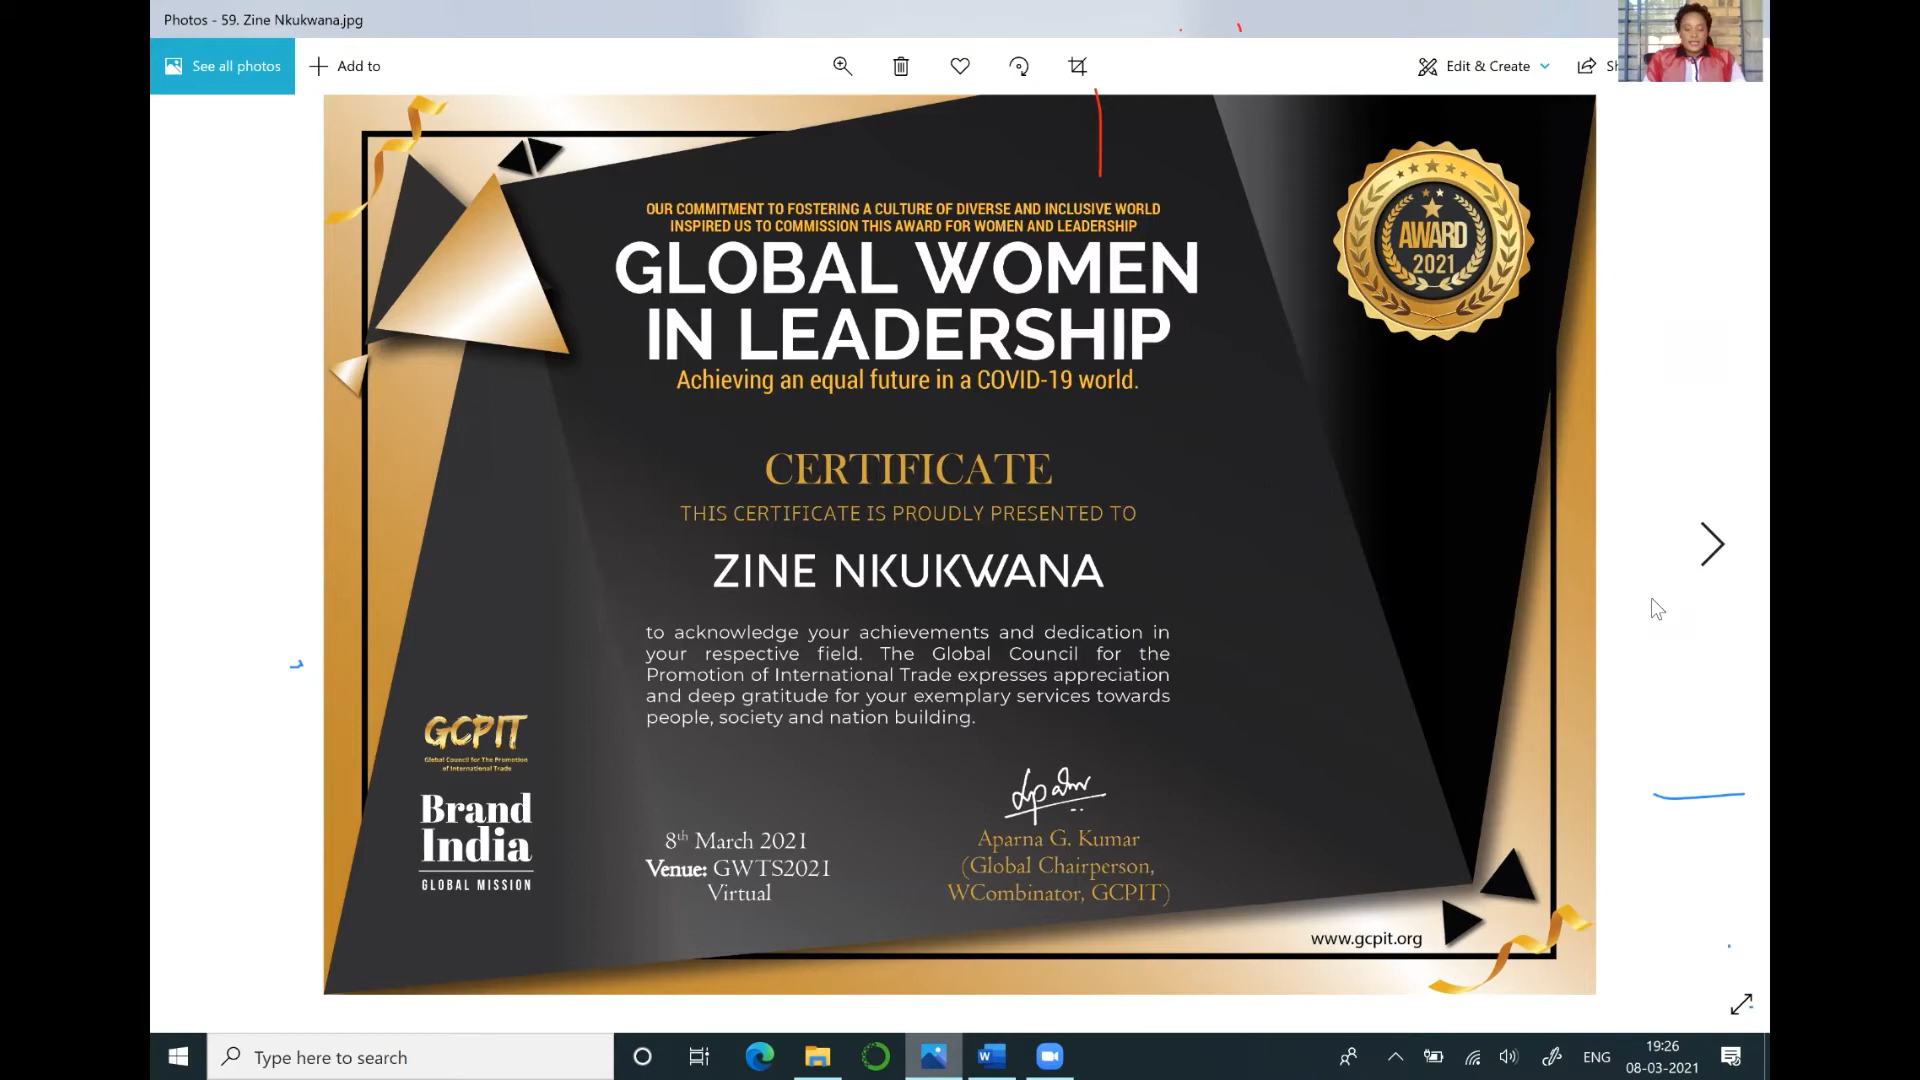 Photos - 59. Zine Nkukwana.jpg
See all photos
Add to
Edit & Create
OUR COMMITMENT TO FOSTERING A CULTURE OF DIVERSE AND INCLUSIVE WORLD
INSPIRED US TO COMMISSION THIS AWARD FOR WOMEN AND LEADERSHIP
GLOBAL WOMEN
IN LEADERSHIP
Achieving an equal future in a COVID-19 world.
AWARD
2021
CERTIFICATE
THIS CERTIFICATE IS PROUDLY PRESENTED TO
ZINE NKUKWANA
to acknowledge your achievements and dedication in
your respective field. The Global Council for the
Promotion of International Trade expresses appreciation
and deep gratitude for your exemplary services towards
people, society and nation building.
GCPIT
Global Council for The Promotion
of International Trade
Brand
India
GLOBAL MISSION
8th March 2021
Venue: GWTS2021
Virtual
Aparna G. Kumar
(Global Chairperson,
WCombinator, GCPIT)
www.gcpit.org
Type here to search
ENG
19:26
08-03-2021